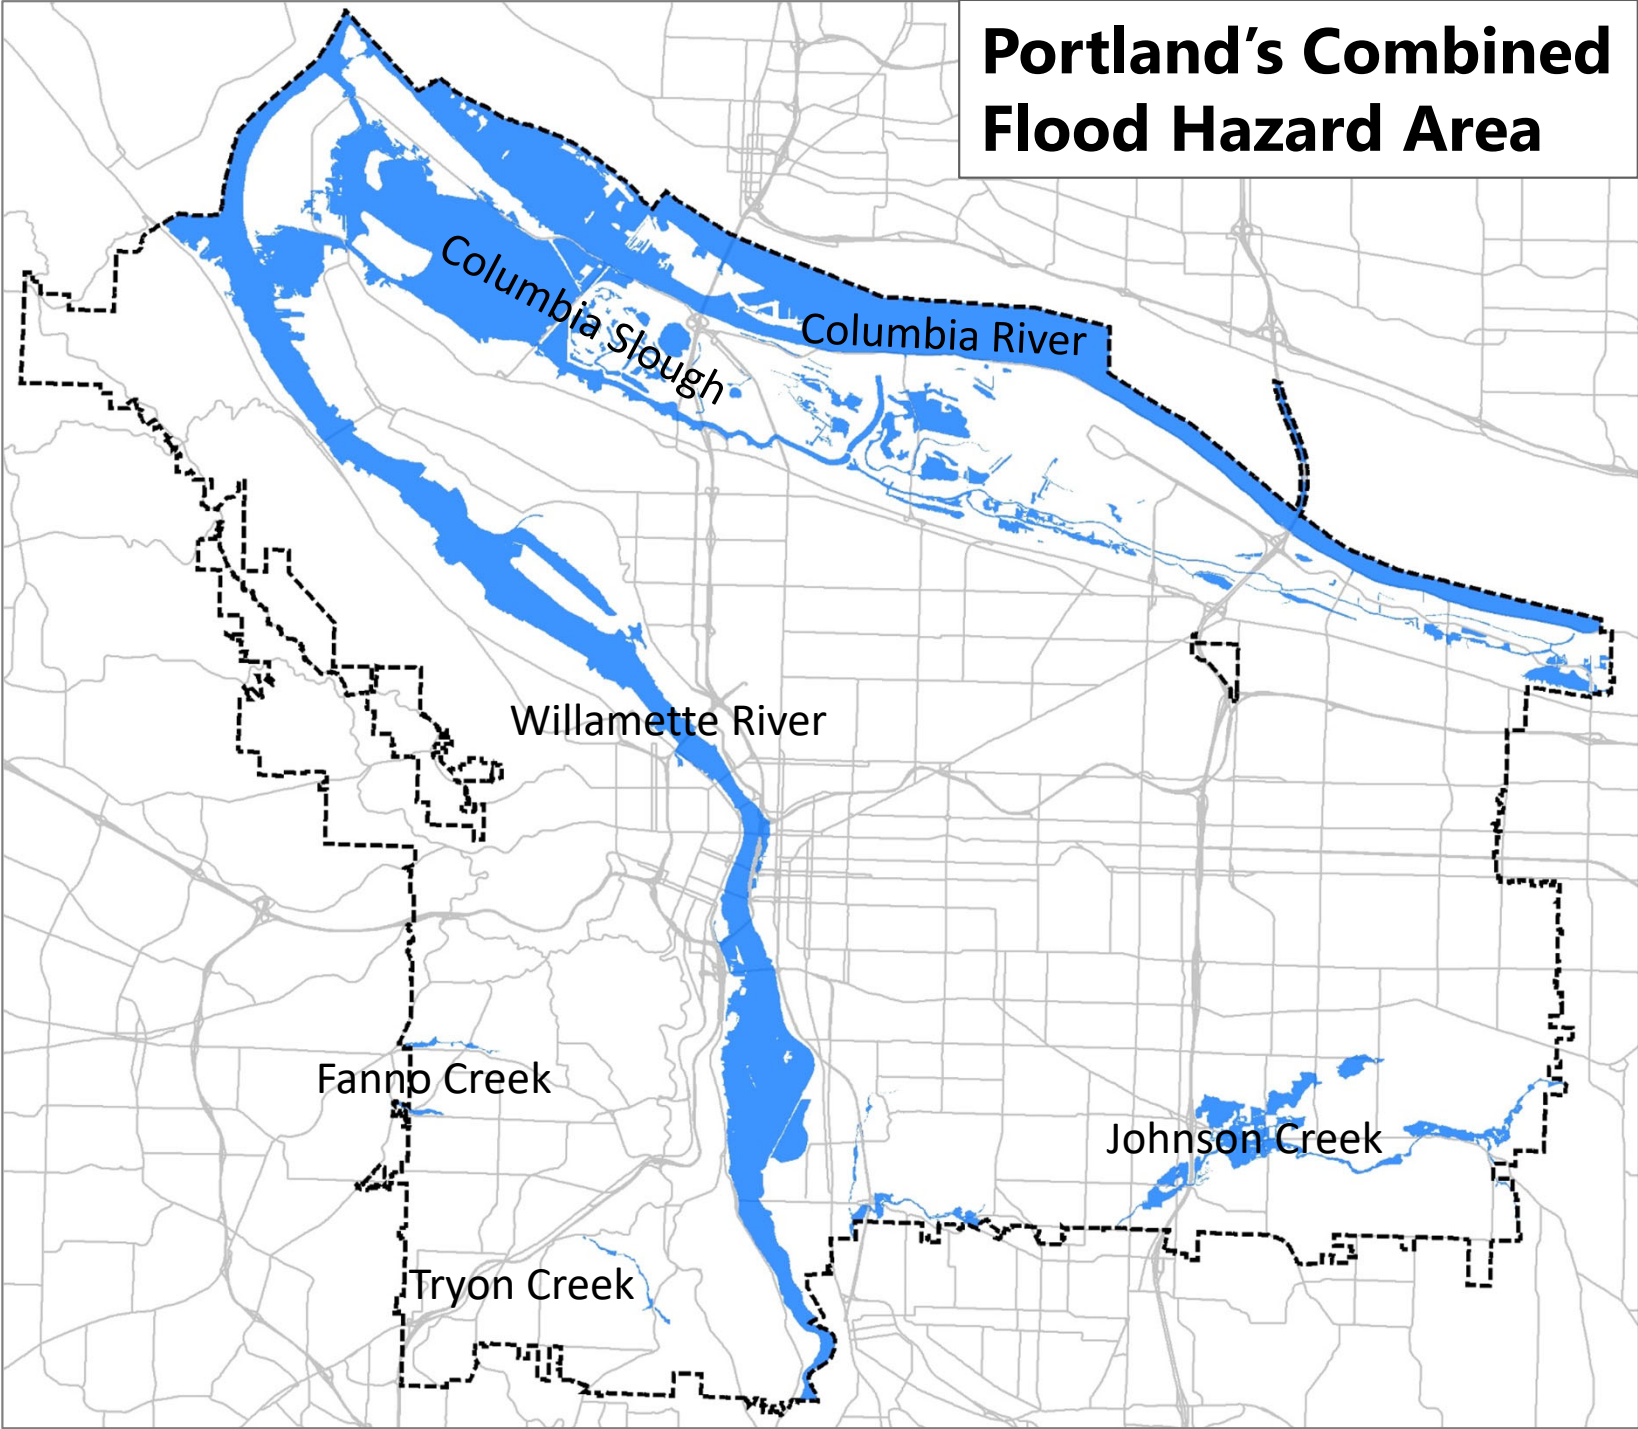 Portland’s Combined
Flood Hazard Area
Columbia Slough
Columbia River
Willamette River
Fanno Creek
Johnson Creek
Tryon Creek